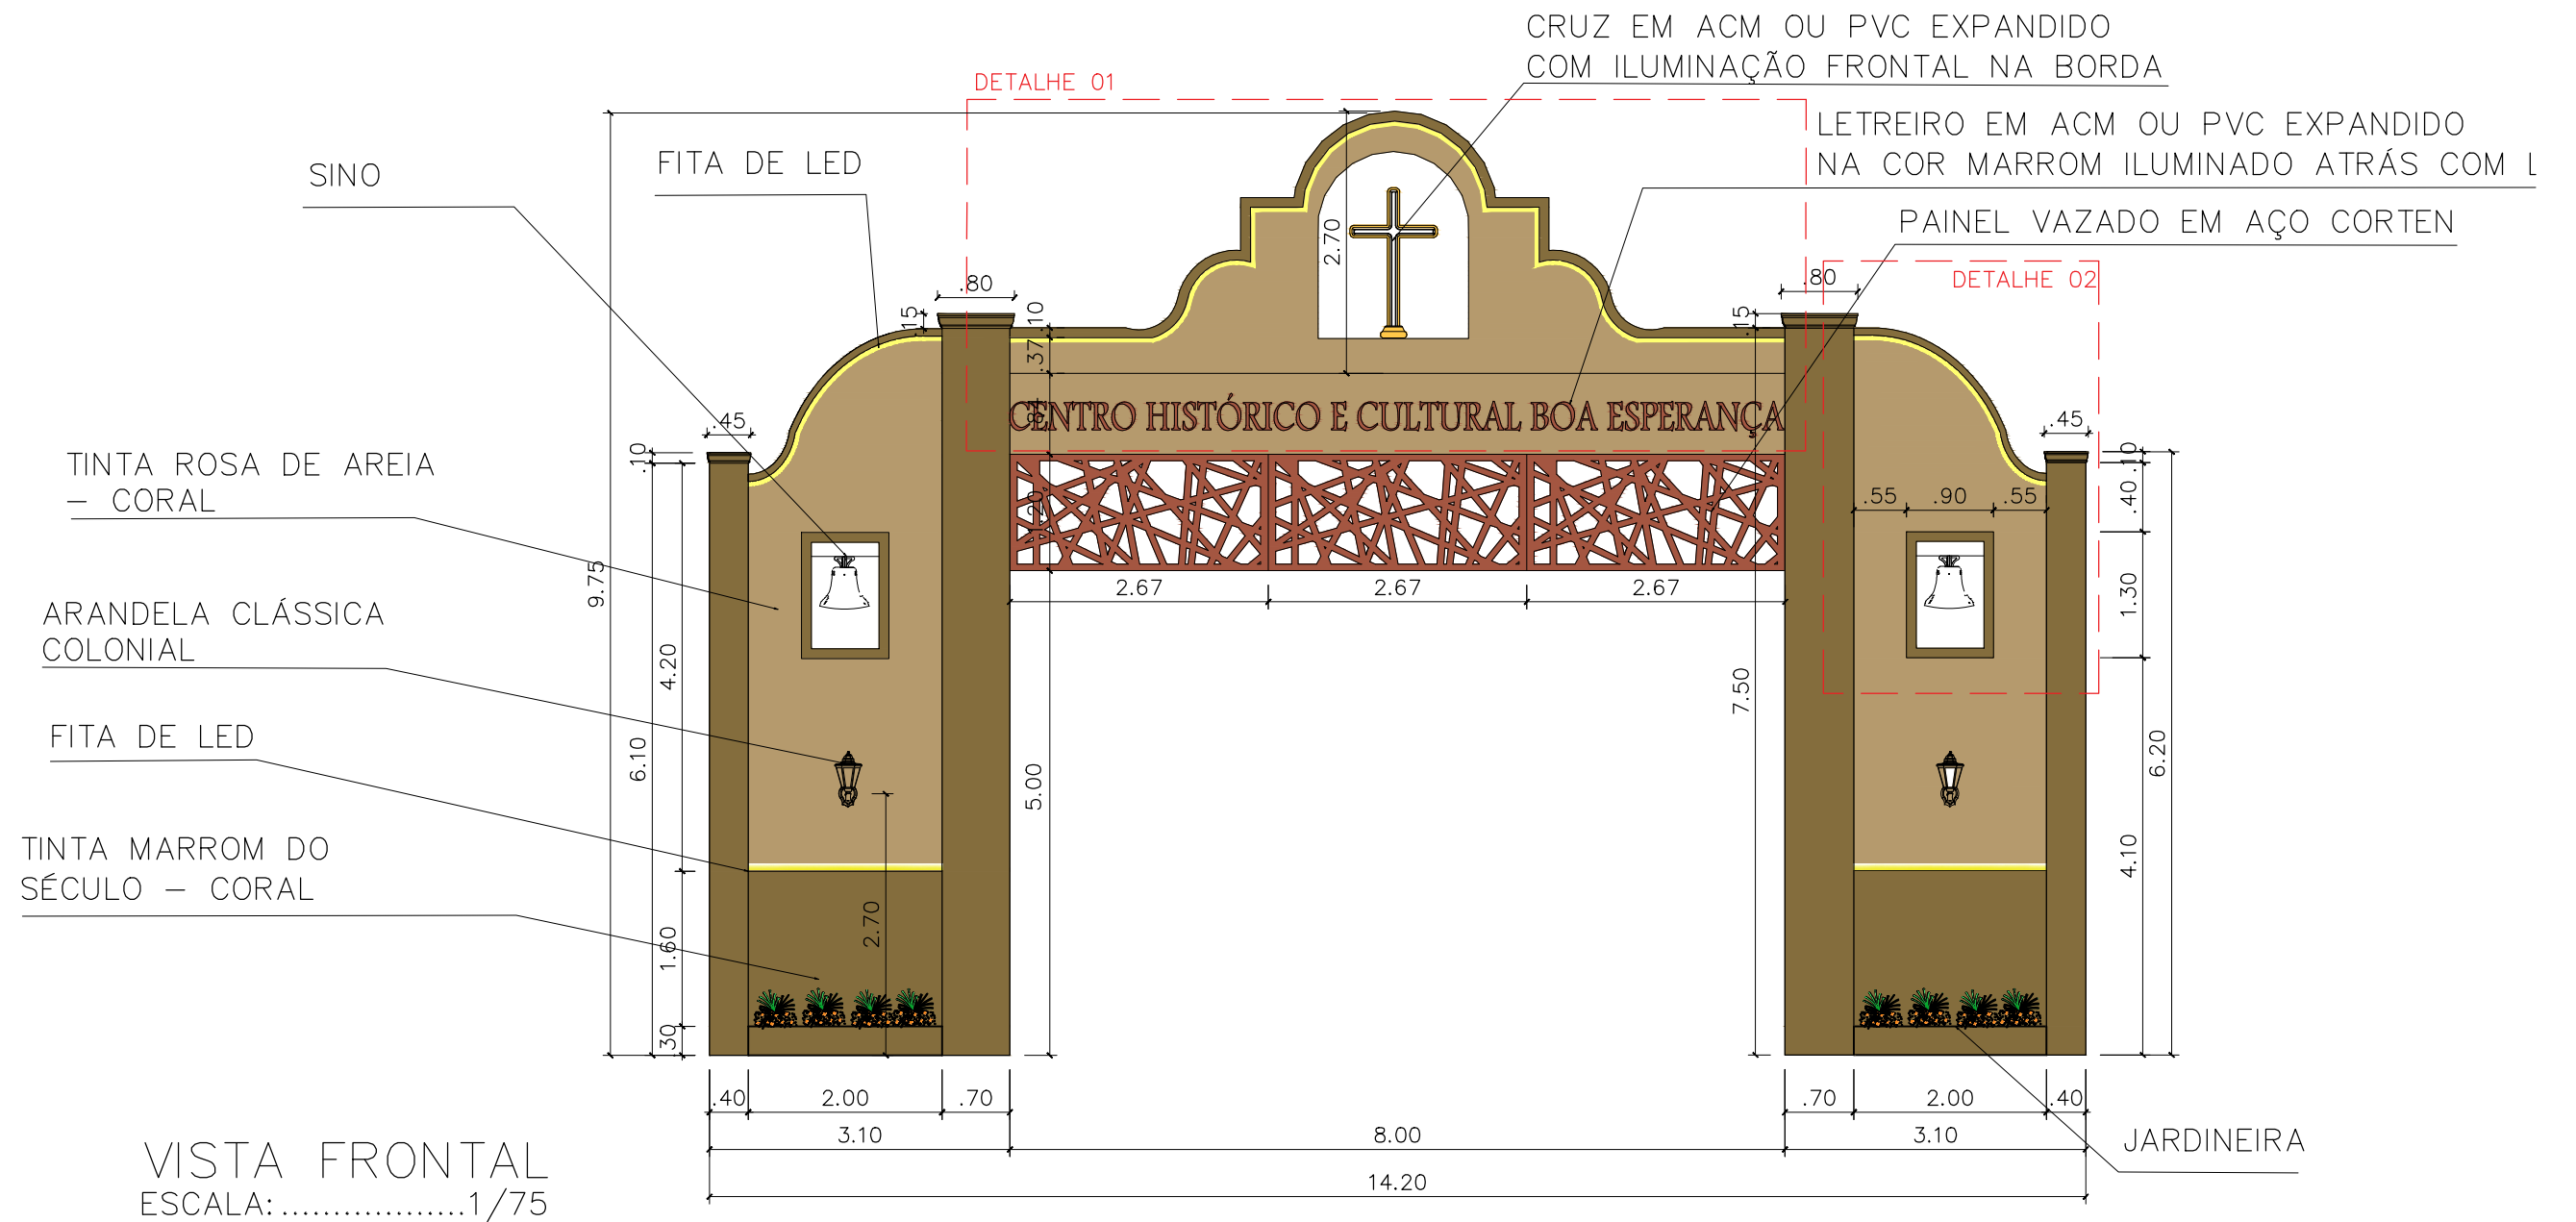 CRUZ EM ACM OU PVC EXPANDIDO
COM ILUMINAÇÃO FRONTAL NA BORDA
DETALHE 01
LETREIRO EM ACM OU PVC EXPANDIDO
NA COR MARROM ILUMINADO ATRÁS COM L
SINO
FITA DE LED
PAINEL VAZADO EM AÇO CORTEN
DETALHE 02
.80
.80
2.70
.15
.10
.15
.37
CENTRO HISTÓRICO E CULTURAL BOA ESPERANÇA
.45
.45
.10
.10
TINTA ROSA DE AREIA
– CORAL
.55 .90 .55
.40
9.75
2.67 2.67 2.67
1.30
ARANDELA CLÁSSICA
COLONIAL
4.20
7.50
FITA DE LED
6.10
5.00
6.20
4.10
TINTA MARROM DO
SÉCULO – CORAL
2.70
1.60
.30
.40 2.00 .70
.70 2.00 .40
3.10 8.00 3.10
JARDINEIRA
14.20
VISTA FRONTAL
ESCALA:..................1/75